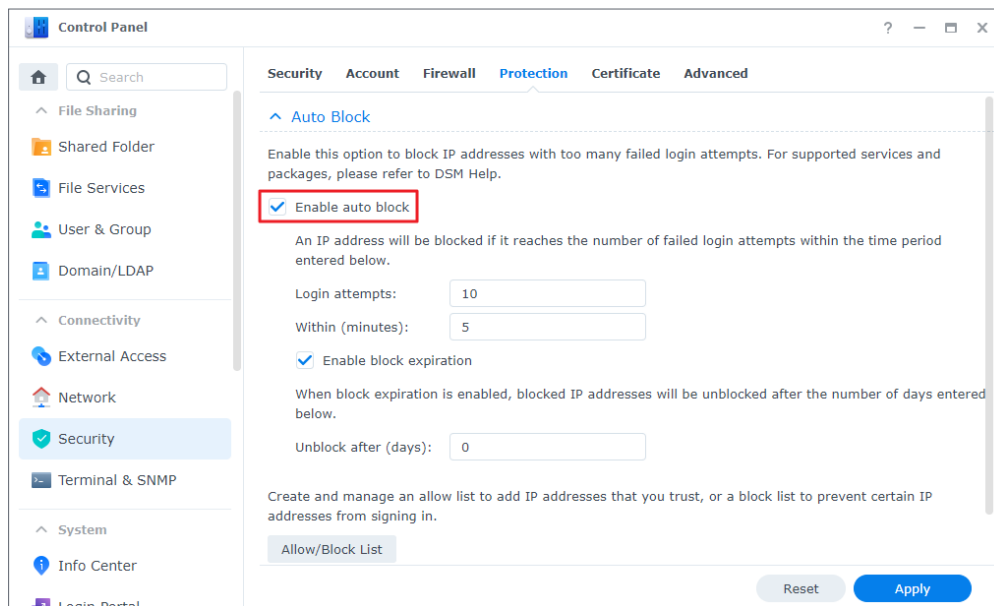 Control Panel
?
Search
File Sharing
Shared Folder
File Services
User & Group
Domain/LDAP
Connectivity
External Access
Network
Security
Terminal & SNMP
System
Info Center
Login Portal
Security Account Firewall Protection Certificate Advanced
Auto Block
Enable this option to block IP addresses with too many failed login attempts. For supported services and
packages, please refer to DSM Help.
Enable auto block
An IP address will be blocked if it reaches the number of failed login attempts within the time period
entered below.
Login attempts: 10
Within (minutes): 5
Enable block expiration
When block expiration is enabled, blocked IP addresses will be unblocked after the number of days entered
below.
Unblock after (days): 0
Create and manage an allow list to add IP addresses that you trust, or a block list to prevent certain IP
addresses from signing in.
Allow/Block List
Reset Apply